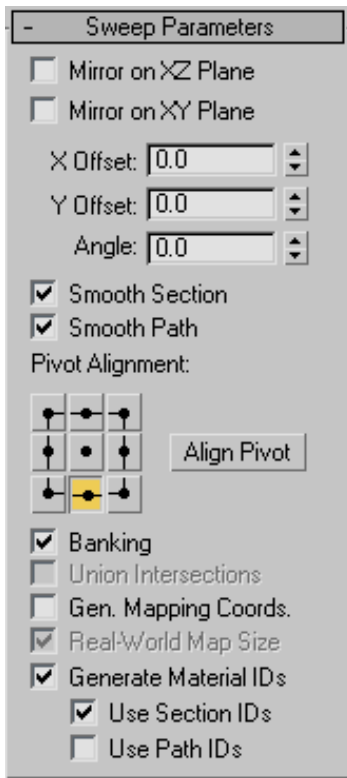 - Sweep Parameters
Mirror on XZ Plane
Mirror on XY Plane
X Offset: 0.0
Y Offset: 0.0
Angle: 0.0
Smooth Section
Smooth Path
Pivot Alignment:
Align Pivot
Banking
Union Intersections
Gen. Mapping Coords.
Real-World Map Size
Generate Material IDs
Use Section IDs
Use Path IDs